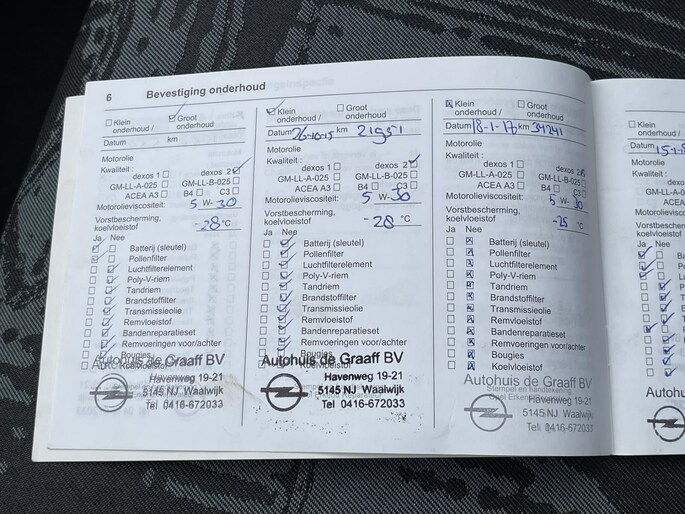 6 Bevestiging onderhoud
Klein onderhoud / Groot onderhoud
Datum km
Motorolie
Kwaliteit :
dexos 1 dexos 2
GM-LL-A-025 GM-LL-B-025
ACEA A3 B4 C3
Motorolieviscositeit: 5 W- 30
Vorstbescherming,
koelvloeistof -28 °C
Ja Nee
Batterij (sleutel)
Pollenfilter
Luchtfilterelement
Poly-V-riem
Tandriem
Brandstoffilter
Transmissieolie
Remvloeistof
Bandenreparatieset
Remvoeringen voor/achter
Bougies
Koelvloeistof
Autohuis de Graaff BV
Havenweg 19-21
5145 NJ Waalwijk
Tel 0416-672033
Klein onderhoud / Groot onderhoud
Datum 26-10-15 km
Motorolie
Kwaliteit :
dexos 1 dexos 2
GM-LL-A-025 GM-LL-B-025
ACEA A3 B4 C3
Motorolieviscositeit: 5 W- 30
Vorstbescherming,
koelvloeistof -28 °C
Ja Nee
Batterij (sleutel)
Pollenfilter
Luchtfilterelement
Poly-V-riem
Tandriem
Brandstoffilter
Transmissieolie
Remvloeistof
Bandenreparatieset
Remvoeringen voor/achter
Bougies
Koelvloeistof
Autohuis de Graaff BV
Havenweg 19-21
5145 NJ Waalwijk
Tel 0416-672033
Klein onderhoud / Groot onderhoud
Datum 18-1-17 km 34241
Motorolie
Kwaliteit :
dexos 1 dexos 2
GM-LL-A-025 GM-LL-B-025
ACEA A3 B4 C3
Motorolieviscositeit: 5 W- 30
Vorstbescherming,
koelvloeistof -25 °C
Ja Nee
Batterij (sleutel)
Pollenfilter
Luchtfilterelement
Poly-V-riem
Tandriem
Brandstoffilter
Transmissieolie
Remvloeistof
Bandenreparatieset
Remvoeringen voor/achter
Bougies
Koelvloeistof
Autohuis de Graaff BV
Stempel en handtekening
Havenweg 19-21
5145 NJ Waalwijk
Tel 0416-672033
Klein
onderhoud /
Datum
Motorolie
Kwaliteit :
Motorolie
Vorstbesc
koelvloeis
Ja Nee